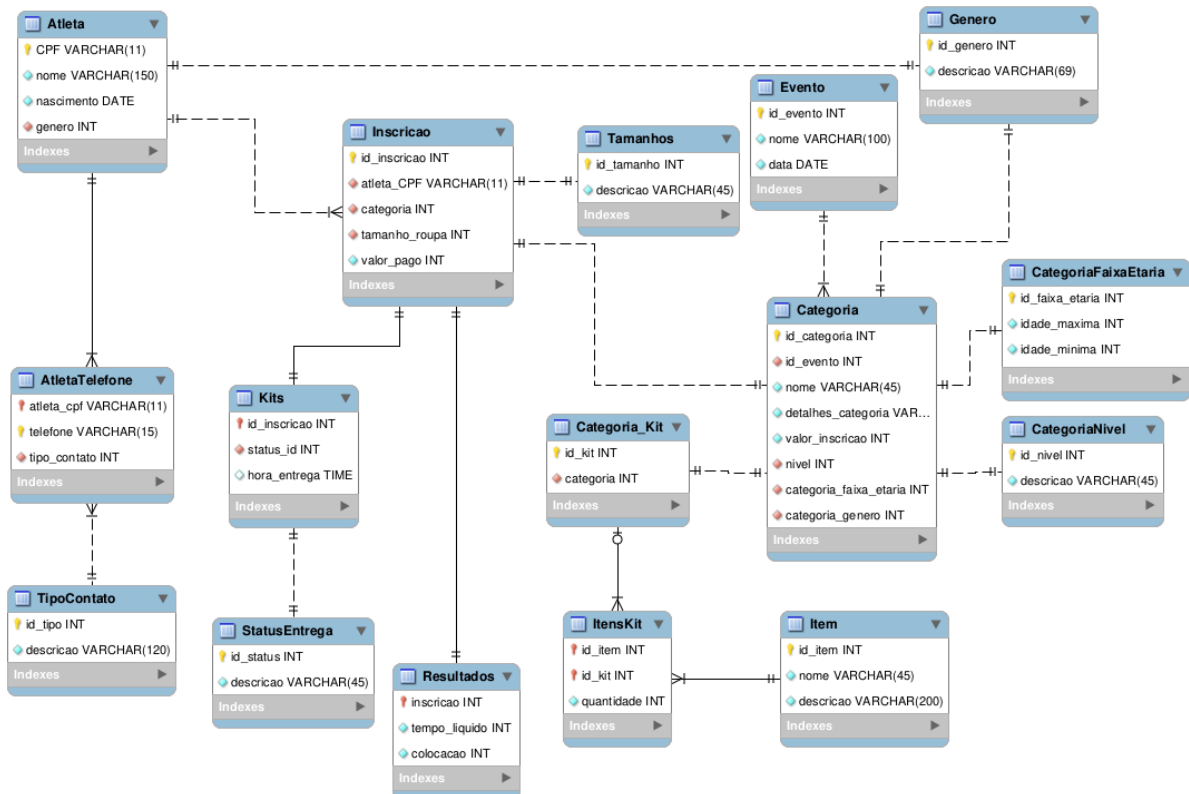 Atleta
CPF VARCHAR(11)
nome VARCHAR(150)
nascimento DATE
genero INT
Indexes
Genero
id_genero INT
descricao VARCHAR(69)
Indexes
Evento
id_evento INT
nome VARCHAR(100)
data DATE
Indexes
Inscricao
id_inscricao INT
atleta_CPF VARCHAR(11)
categoria INT
tamanho_roupa INT
valor_pago INT
Indexes
Tamanhos
id_tamanho INT
descricao VARCHAR(45)
Indexes
CategoriaFaixaEtaria
id_faixa_etaria INT
idade_maxima INT
idade_minima INT
Indexes
Categoria
id_categoria INT
id_evento INT
nome VARCHAR(45)
detalhes_categoria VAR...
valor_inscricao INT
nivel INT
categoria_faixa_etaria INT
categoria_genero INT
Indexes
AtletaTelefone
atleta_cpf VARCHAR(11)
telefone VARCHAR(15)
tipo_contato INT
Indexes
Kits
id_inscricao INT
status_id INT
hora_entrega TIME
Indexes
Categoria_Kit
id_kit INT
categoria INT
Indexes
CategoriaNivel
id_nivel INT
descricao VARCHAR(45)
Indexes
TipoContato
id_tipo INT
descricao VARCHAR(120)
Indexes
StatusEntrega
id_status INT
descricao VARCHAR(45)
Indexes
Resultados
inscricao INT
tempo_liquido INT
colocacao INT
Indexes
ItensKit
id_item INT
id_kit INT
quantidade INT
Indexes
Item
id_item INT
nome VARCHAR(45)
descricao VARCHAR(200)
Indexes